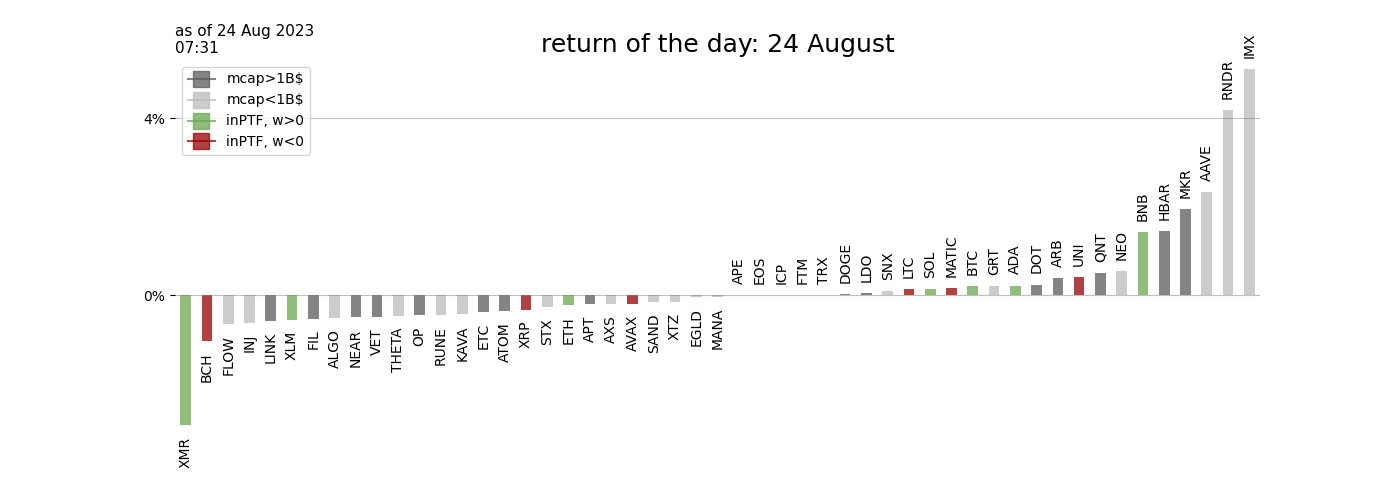 as of 24 Aug 2023
07:31
return of the day: 24 August
mcap>1B$
mcap<1B$
inPTF, w>0
inPTF, w<0
4%
0%
XMR
BCH
FLOW
INJ
LINK
XLM
FIL
ALGO
NEAR
VET
THETA
OP
RUNE
KAVA
ETC
ATOM
XRP
STX
ETH
APT
AXS
AVAX
SAND
XTZ
EGLD
MANA
APE
EOS
ICP
FTM
TRX
DOGE
LDO
SNX
LTC
SOL
MATIC
BTC
GRT
ADA
DOT
ARB
UNI
QNT
NEO
BNB
HBAR
MKR
AAVE
RNDR
IMX